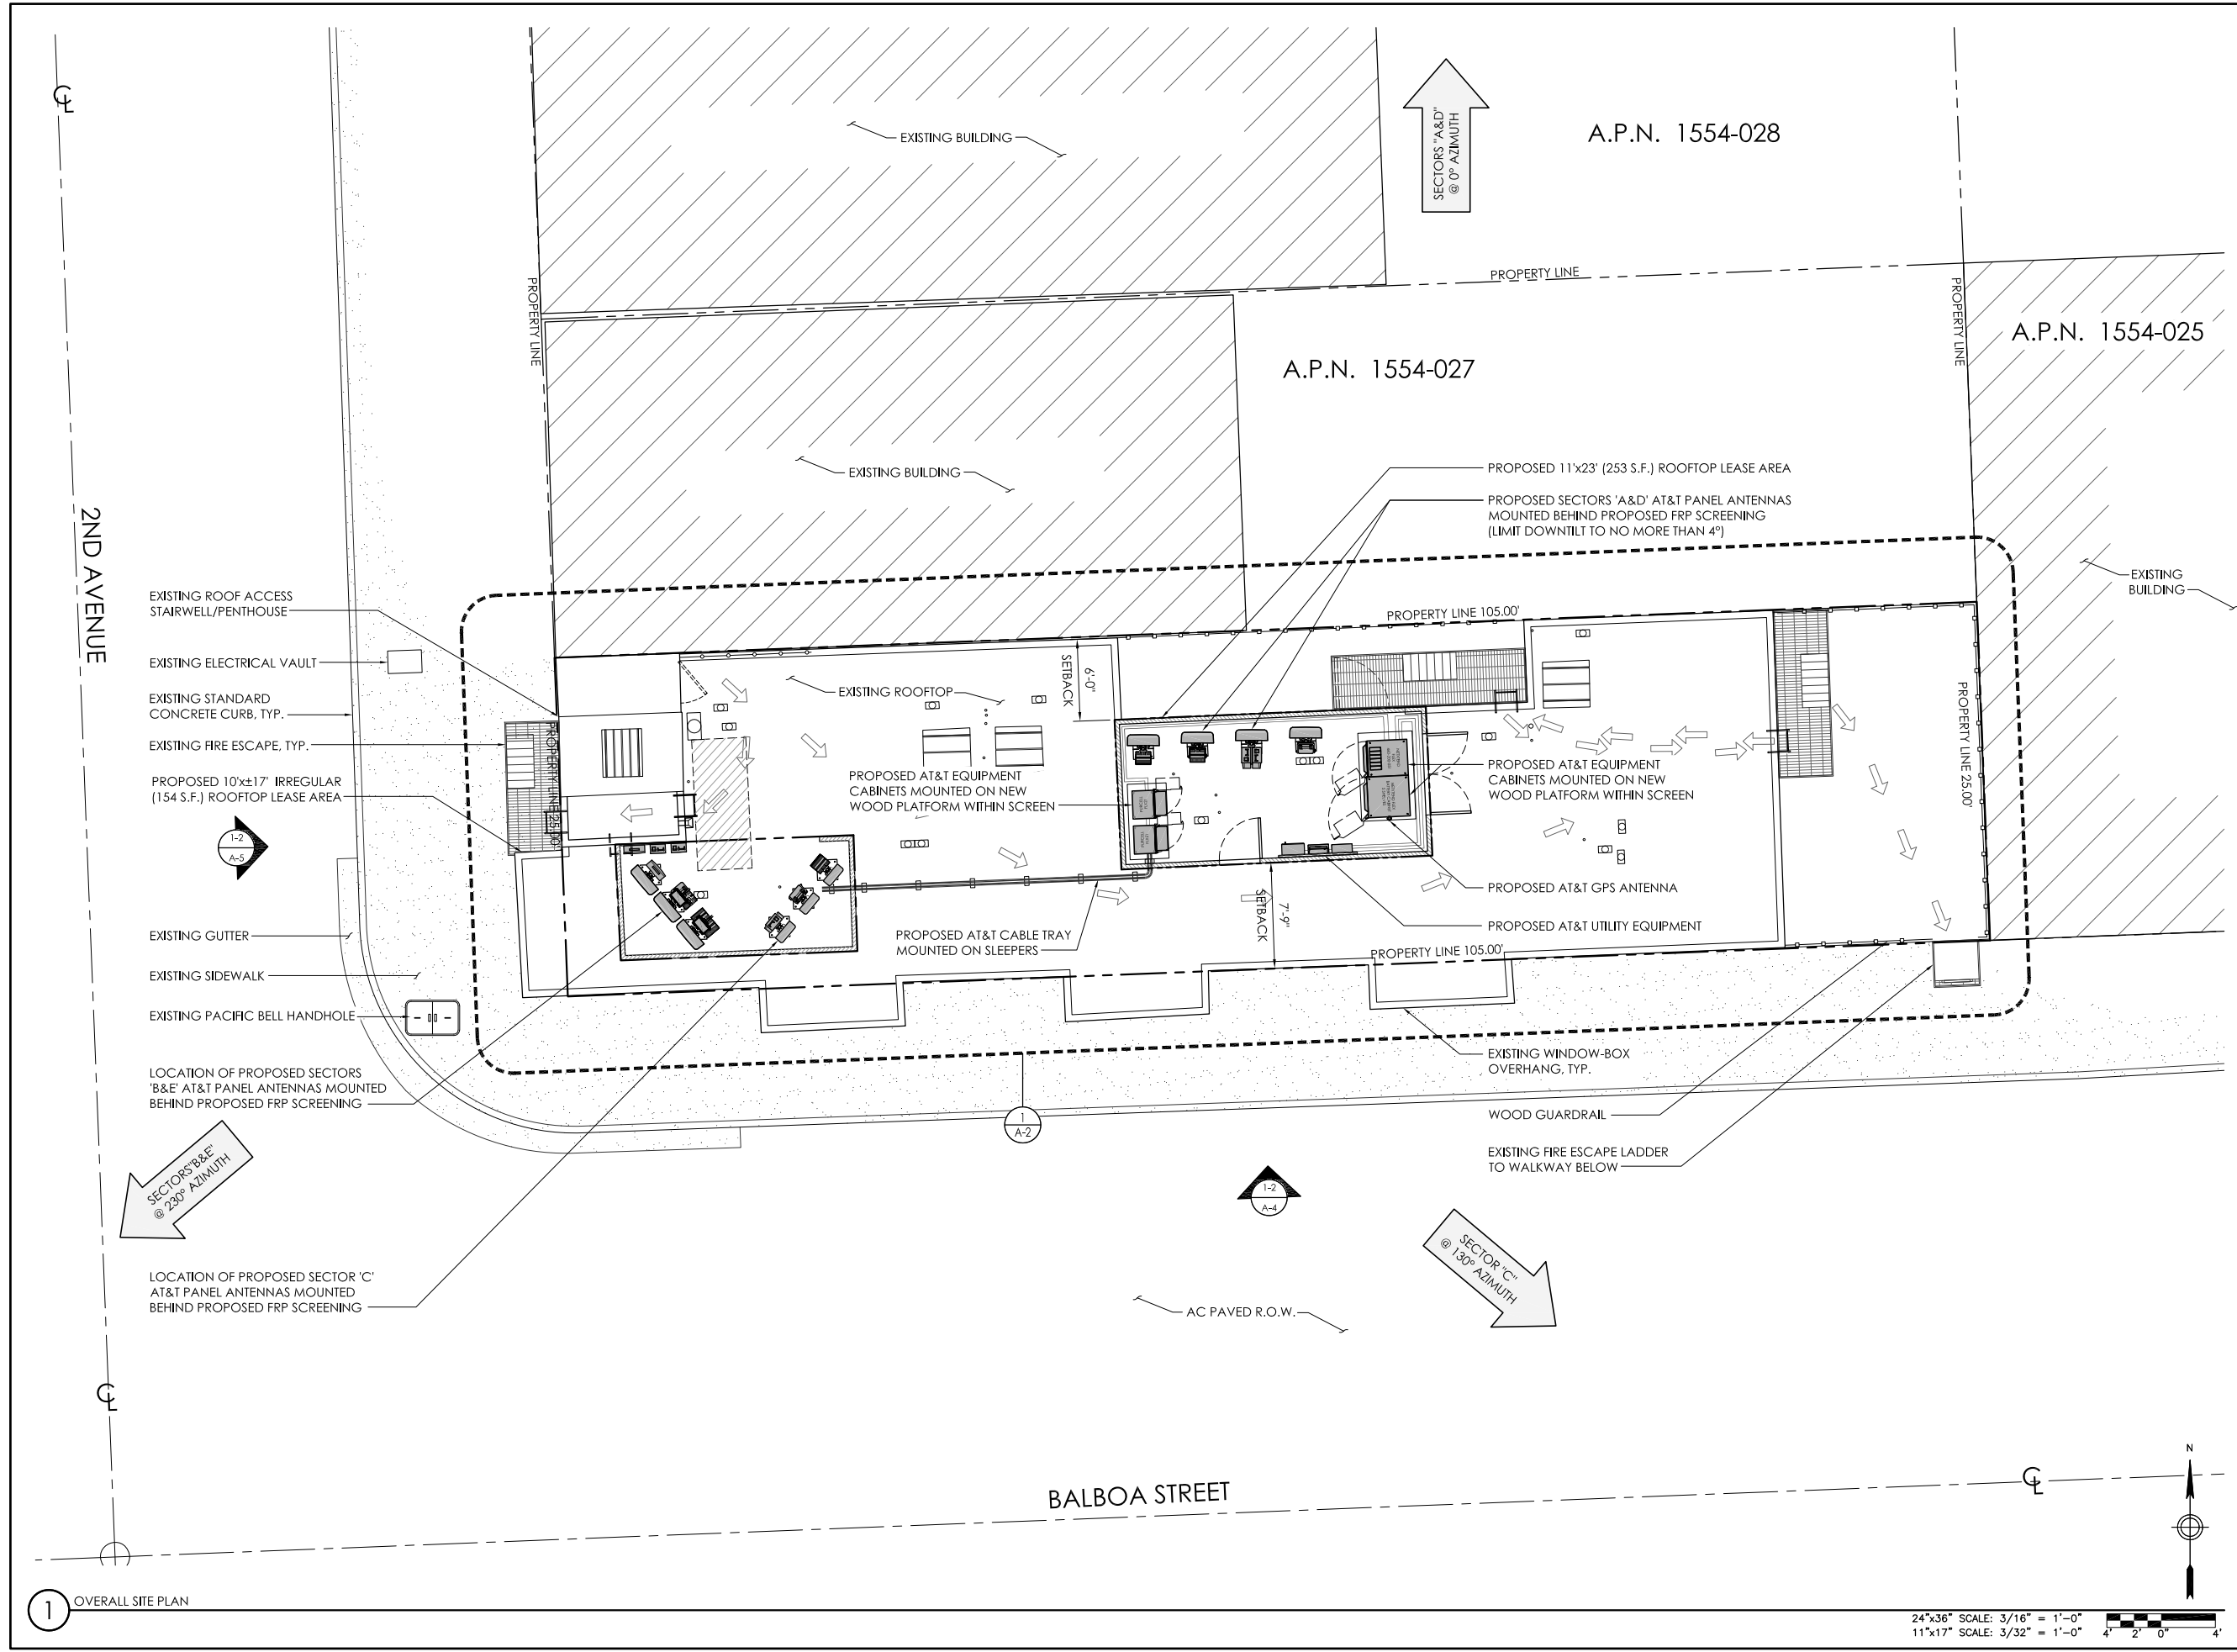 ℄
SECTORS "A&D"
@ 0° AZIMUTH
A.P.N. 1554-028
EXISTING BUILDING
PROPERTY LINE
PROPERTY LINE
PROPERTY LINE
A.P.N. 1554-025
A.P.N. 1554-027
EXISTING BUILDING
2ND AVENUE
PROPOSED 11'x23' (253 S.F.) ROOFTOP LEASE AREA
PROPOSED SECTORS 'A&D' AT&T PANEL ANTENNAS
MOUNTED BEHIND PROPOSED FRP SCREENING
(LIMIT DOWNTILT TO NO MORE THAN 4°)
EXISTING
BUILDING
EXISTING ROOF ACCESS
STAIRWELL/PENTHOUSE
EXISTING ELECTRICAL VAULT
EXISTING STANDARD
CONCRETE CURB, TYP.
EXISTING FIRE ESCAPE, TYP.
PROPOSED 10'x±17' IRREGULAR
(154 S.F.) ROOFTOP LEASE AREA
1-2
A-5
EXISTING GUTTER
EXISTING SIDEWALK
EXISTING PACIFIC BELL HANDHOLE
LOCATION OF PROPOSED SECTORS
'B&E' AT&T PANEL ANTENNAS MOUNTED
BEHIND PROPOSED FRP SCREENING
SECTORS"B&E"
@ 230° AZIMUTH
LOCATION OF PROPOSED SECTOR 'C'
AT&T PANEL ANTENNAS MOUNTED
BEHIND PROPOSED FRP SCREENING
PROPERTY LINE 105.00'
6'-0"
SETBACK
EXISTING ROOFTOP
PROPERTY LINE 25.00'
PROPERTY LINE 25.00'
PROPOSED AT&T EQUIPMENT
CABINETS MOUNTED ON NEW
WOOD PLATFORM WITHIN SCREEN
PROPOSED AT&T EQUIPMENT
CABINETS MOUNTED ON NEW
WOOD PLATFORM WITHIN SCREEN
PROPOSED AT&T GPS ANTENNA
PROPOSED AT&T UTILITY EQUIPMENT
7'-9"
SETBACK
PROPOSED AT&T CABLE TRAY
MOUNTED ON SLEEPERS
PROPERTY LINE 105.00'
EXISTING WINDOW-BOX
OVERHANG, TYP.
WOOD GUARDRAIL
EXISTING FIRE ESCAPE LADDER
TO WALKWAY BELOW
1
A-2
1-2
A-4
SECTOR "C"
@ 130° AZIMUTH
AC PAVED R.O.W.
℄
BALBOA STREET
℄
N
1
OVERALL SITE PLAN
24"x36" SCALE: 3/16" = 1'-0"
11"x17" SCALE: 3/32" = 1'-0"
4' 2' 0" 4'